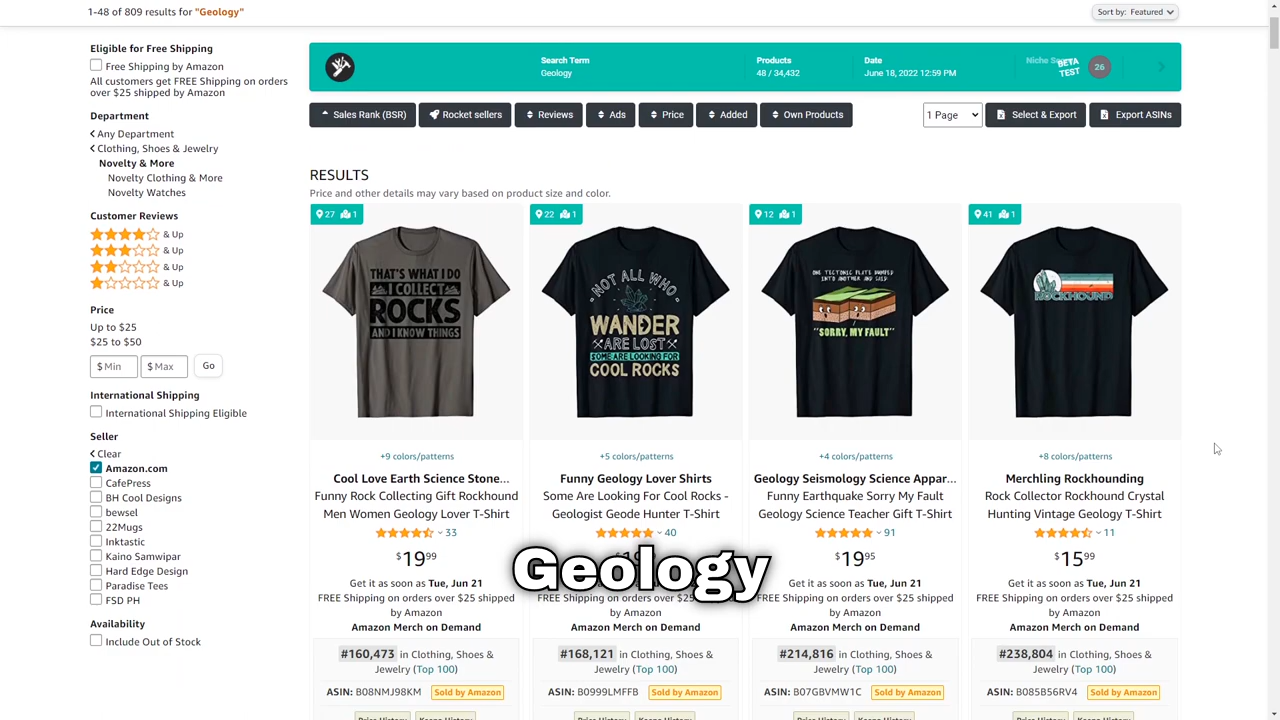 1-48 of 809 results for "Geology"
Sort by: Featured
Eligible for Free Shipping
Free Shipping by Amazon
All customers get FREE Shipping on orders
over $25 shipped by Amazon
Department
Any Department
Clothing, Shoes & Jewelry
Novelty & More
Novelty Clothing & More
Novelty Watches
Customer Reviews
& Up
& Up
& Up
& Up
Price
Up to $25
$25 to $50
$ Min $ Max Go
International Shipping
International Shipping Eligible
Seller
Clear
Amazon.com
CafePress
BH Cool Designs
bewsel
22Mugs
Inktastic
Kaino Samwipar
Hard Edge Design
Paradise Tees
FSD PH
Availability
Include Out of Stock
Search Term Products Date
Geology 48 / 34,432 June 18, 2022 12:59 PM
BETA
TEST
26
Sales Rank (BSR) Rocket sellers Reviews Ads Price Added Own Products 1 Page Select & Export Export ASINs
RESULTS
Price and other details may vary based on product size and color.
27 1
THAT'S WHAT I DO
I COLLECT
ROCKS
AND I KNOW THINGS
+9 colors/patterns
Cool Love Earth Science Stone...
Funny Rock Collecting Gift Rockhound
Men Women Geology Lover T-Shirt
33
$19.99
Get it as soon as Tue, Jun 21
FREE Shipping on orders over $25 shipped
by Amazon
Amazon Merch on Demand
#160,473 in Clothing, Shoes &
Jewelry (Top 100)
ASIN: B08NMJ98KM Sold by Amazon
22 1
NOT ALL WHO
WANDER
ARE LOST
SOME ARE LOOKING FOR
COOL ROCKS
+5 colors/patterns
Funny Geology Lover Shirts
Some Are Looking For Cool Rocks -
Geologist Geode Hunter T-Shirt
40
Get it as soon as Tue, Jun 21
FREE Shipping on orders over $25 shipped
by Amazon
Amazon Merch on Demand
#168,121 in Clothing, Shoes &
Jewelry (Top 100)
ASIN: B0999LMFFB Sold by Amazon
12 1
ONE TECTONIC PLATE BUMPED
INTO ANOTHER AND SAID
"SORRY, MY FAULT"
+4 colors/patterns
Geology Seismology Science Appar...
Funny Earthquake Sorry My Fault
Geology Science Teacher Gift T-Shirt
91
$19.95
Get it as soon as Tue, Jun 21
FREE Shipping on orders over $25 shipped
by Amazon
Amazon Merch on Demand
#214,816 in Clothing, Shoes &
Jewelry (Top 100)
ASIN: B07GBVMW1C Sold by Amazon
41 1
ROCKHOUND
+8 colors/patterns
Merchling Rockhounding
Rock Collector Rockhound Crystal
Hunting Vintage Geology T-Shirt
11
$15.99
Get it as soon as Tue, Jun 21
FREE Shipping on orders over $25 shipped
by Amazon
Amazon Merch on Demand
#238,804 in Clothing, Shoes &
Jewelry (Top 100)
ASIN: B085B56RV4 Sold by Amazon
Geology